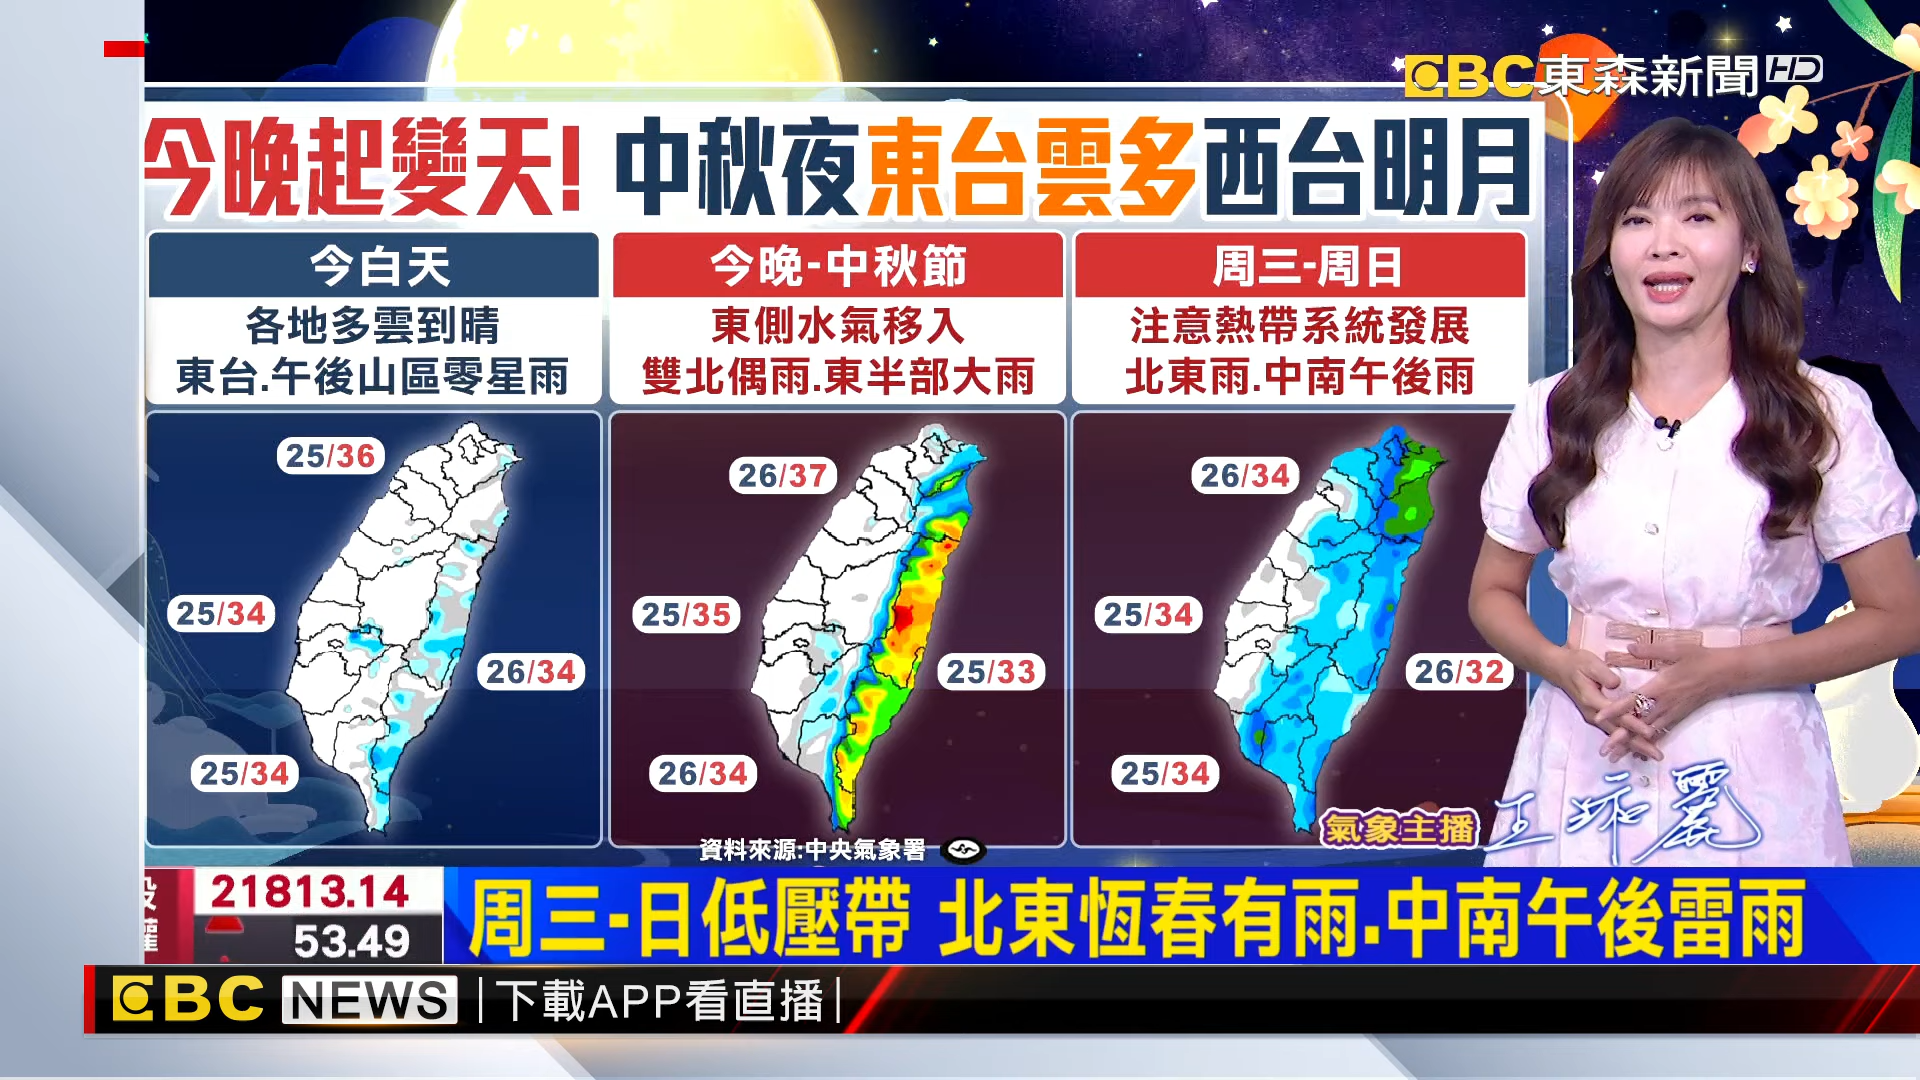 EBC東森新聞HD
今晚起變天! 中秋夜東台雲多西台明月
今白天
各地多雲到晴
東台.午後山區零星雨
25/36
25/34
26/34
25/34
今晚-中秋節
東側水氣移入
雙北偶雨.東半部大雨
26/37
25/35
25/33
26/34
資料來源:中央氣象署
周三-周日
注意熱帶系統發展
北東雨.中南午後雨
26/34
25/34
26/32
25/34
氣象主播
21813.14
53.49
周三-日低壓帶 北東恆春有雨.中南午後雷雨
EBC NEWS |下載APP看直播|